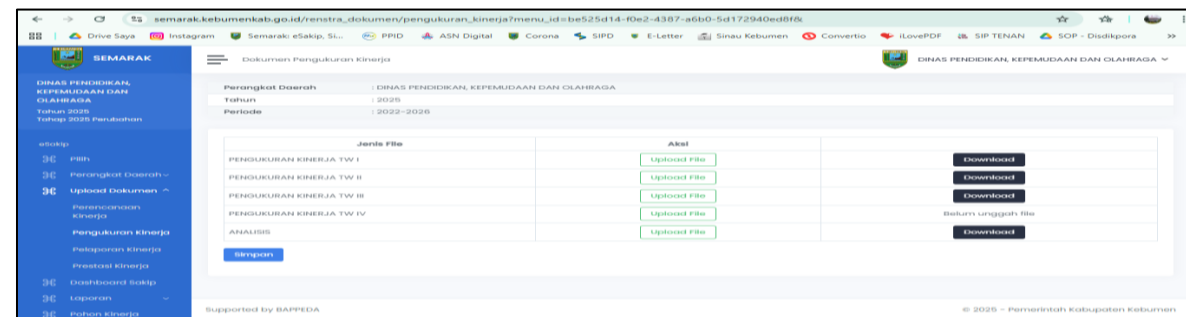 semarak.kebumenkab.go.id/renstra_dokumen/pengukuran_kinerja?menu_id=be525d14-f0e2-4387-a6b0-5d172940ed8f&
Drive Saya Instagram Semarak: eSakip, Si... PPID ASN Digital Corona SIPD E-Letter Sinau Kebumen Convertio iLovePDF SIP TENAN SOP - Disdikpora »
SEMARAK
Dokumen Pengukuran Kinerja
DINAS PENDIDIKAN, KEPEMUDAAN DAN OLAHRAGA
DINAS PENDIDIKAN,
KEPEMUDAAN DAN
OLAHRAGA
Tahun 2025
Tahap 2025 Perubahan
eSakip
Pilih
Perangkat Daerah
Upload Dokumen
Perencanaan
Kinerja
Pengukuran Kinerja
Pelaporan Kinerja
Prestasi Kinerja
Dashboard Sakip
Laporan
Pohon Kinerja
Perangkat Daerah : DINAS PENDIDIKAN, KEPEMUDAAN DAN OLAHRAGA
Tahun : 2025
Periode : 2022-2026
Jenis File Aksi
PENGUKURAN KINERJA TW I Upload File Download
PENGUKURAN KINERJA TW II Upload File Download
PENGUKURAN KINERJA TW III Upload File Download
PENGUKURAN KINERJA TW IV Upload File Belum unggah file
ANALISIS Upload File Download
Simpan
Supported by BAPPEDA
© 2025 - Pemerintah Kabupaten Kebumen